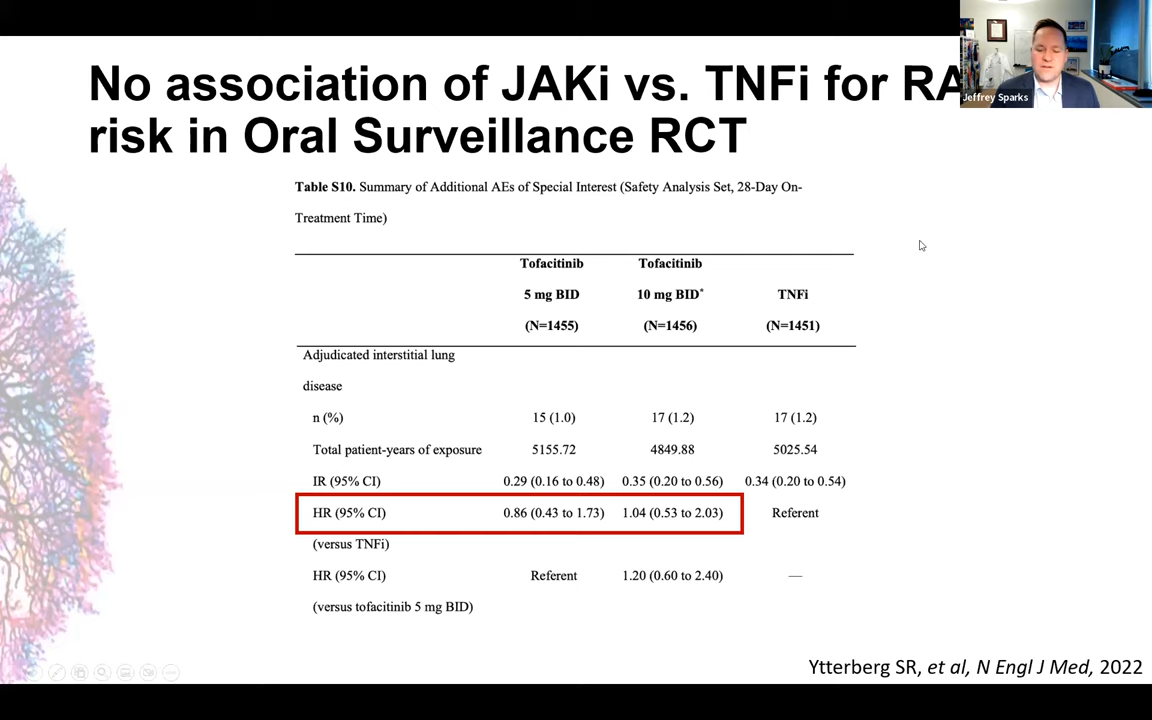 No association of JAKi vs. TNFi for RA
risk in Oral Surveillance RCT
Jeffrey Sparks
Table S10. Summary of Additional AEs of Special Interest (Safety Analysis Set, 28-Day On-
Treatment Time)
Tofacitinib Tofacitinib
5 mg BID 10 mg BID* TNFi
(N=1455) (N=1456) (N=1451)
Adjudicated interstitial lung
disease
n (%) 15 (1.0) 17 (1.2) 17 (1.2)
Total patient-years of exposure 5155.72 4849.88 5025.54
IR (95% CI) 0.29 (0.16 to 0.48) 0.35 (0.20 to 0.56) 0.34 (0.20 to 0.54)
HR (95% CI) 0.86 (0.43 to 1.73) 1.04 (0.53 to 2.03) Referent
(versus TNFi)
HR (95% CI) Referent 1.20 (0.60 to 2.40) —
(versus tofacitinib 5 mg BID)
Ytterberg SR, et al, N Engl J Med, 2022